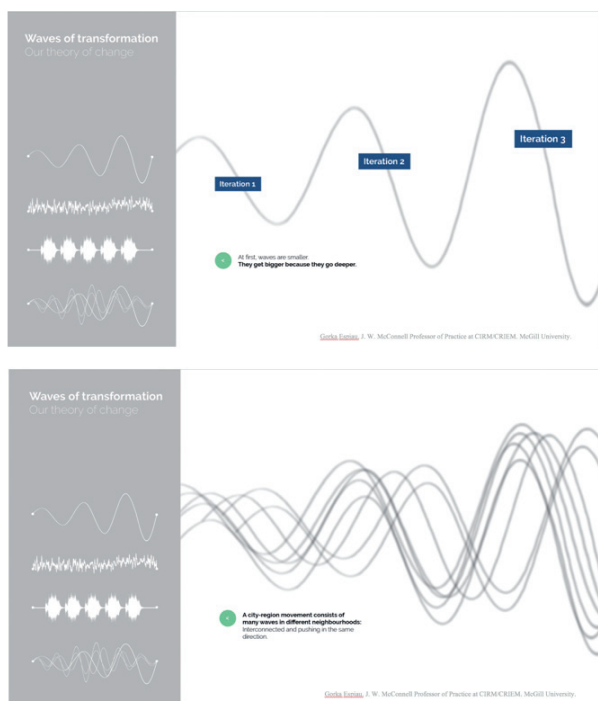 Waves of transformation
Our theory of change
Iteration 1
Iteration 2
Iteration 3
At first, waves are smaller.
They get bigger because they go deeper.
Gorka Espiau, J. W. McConnell Professor of Practice at CIRM/CRIEM. McGill University.
Waves of transformation
Our theory of change
A city-region movement consists of
many waves in different neighbourhoods:
Interconnected and pushing in the same
direction.
Gorka Espiau, J. W. McConnell Professor of Practice at CIRM/CRIEM. McGill University.